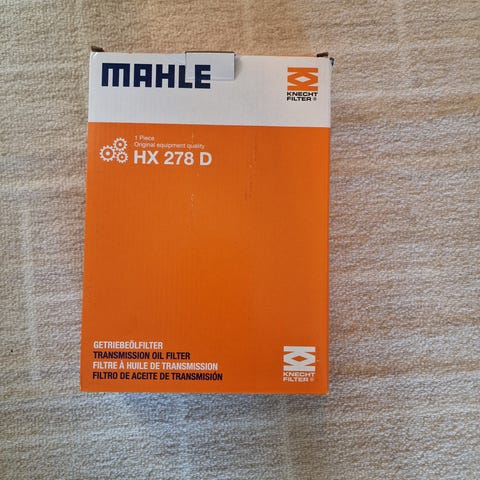 MAHLE
KNECHT
FILTER®
1 Piece
Original equipment quality
HX 278 D
GETRIEBEÖLFILTER
TRANSMISSION OIL FILTER
FILTRE À HUILE DE TRANSMISSION
FILTRO DE ACEITE DE TRANSMISIÓN
KNECHT
FILTER®